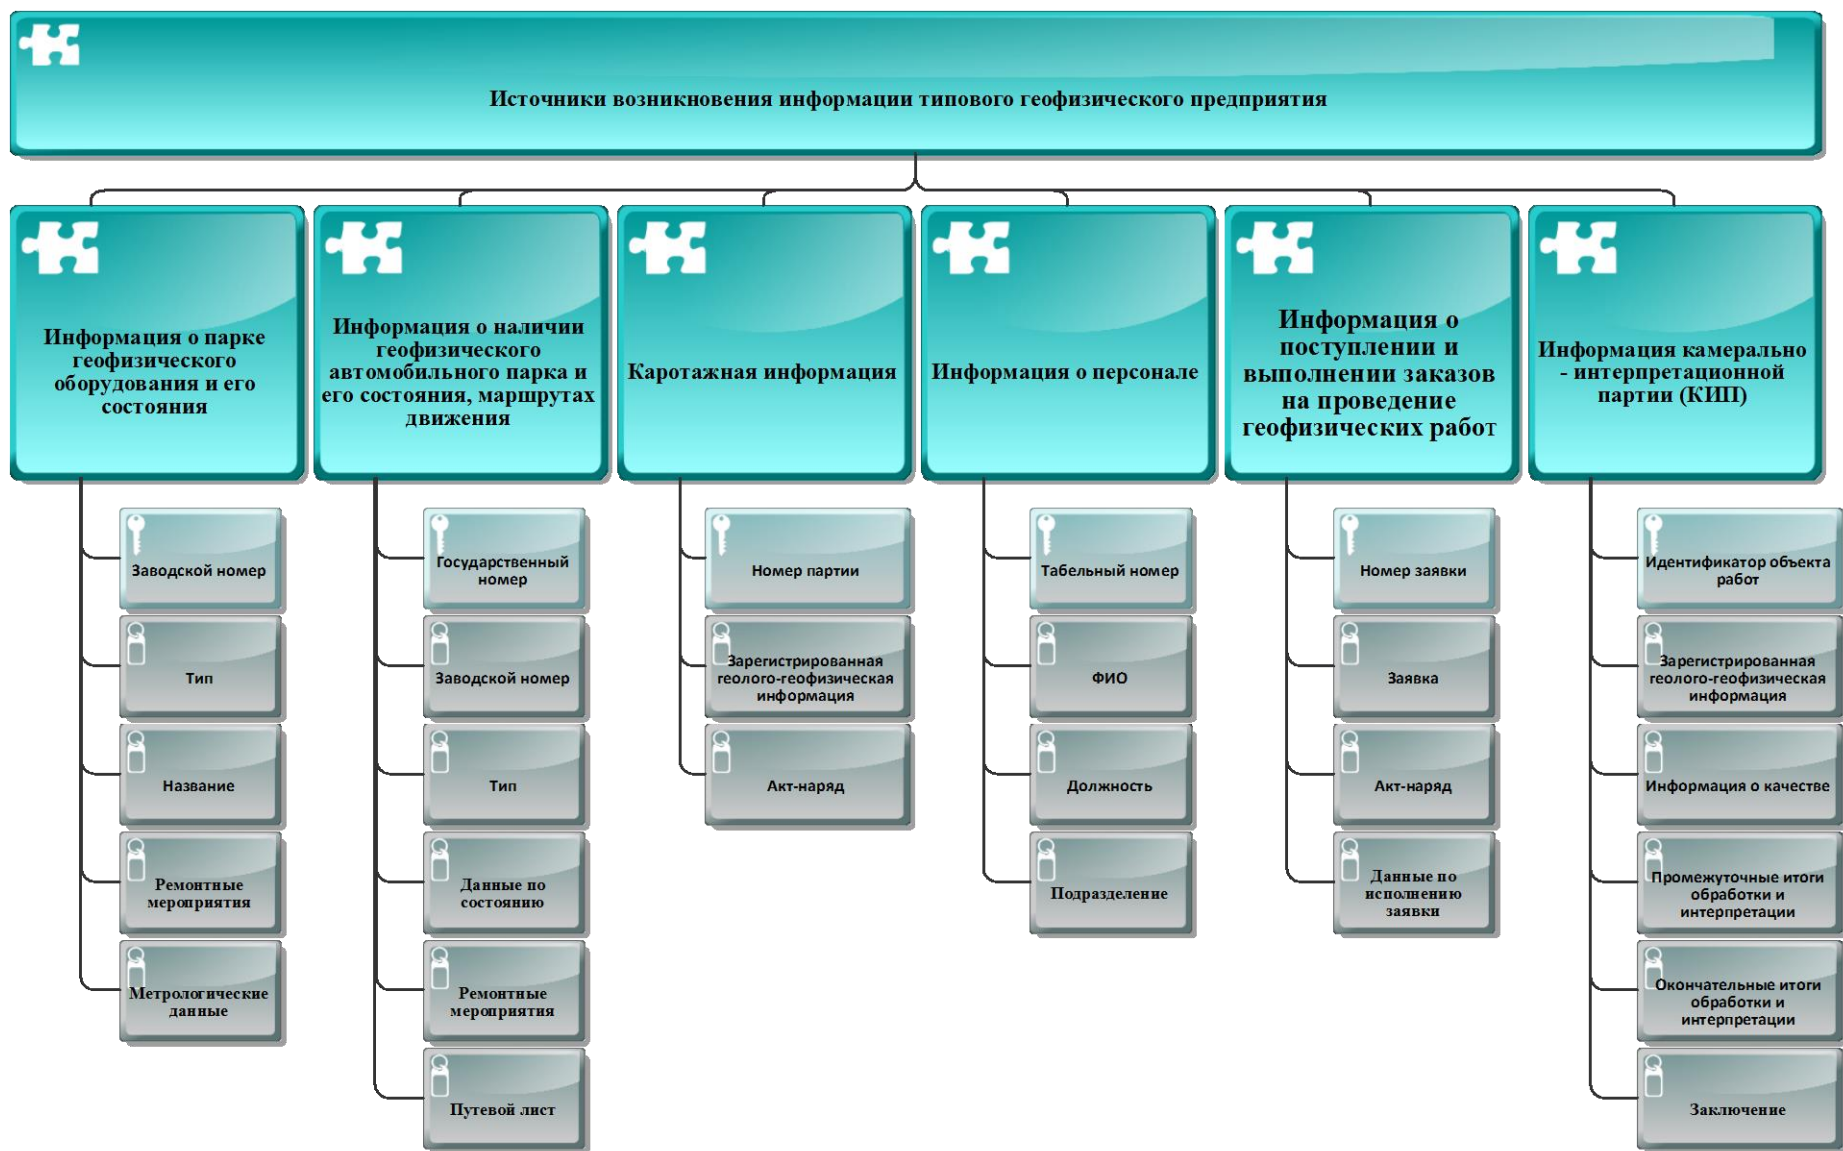 Источники возникновения информации типового геофизического предприятия
Информация о парке
геофизического
оборудования и его
состояния
Информация о наличии
геофизического
автомобильного парка и
его состояния, маршрутах
движения
Каротажная информация
Информация о персонале
Информация о
поступлении и
выполнении заказов
на проведение
геофизических работ
Информация камерально
- интерпретационной
партии (КИП)
Заводской номер
Тип
Название
Ремонтные
мероприятия
Метрологические
данные
Государственный
номер
Заводской номер
Тип
Данные по
состоянию
Ремонтные
мероприятия
Путевой лист
Номер партии
Зарегистрированная
геолого-геофизическая
информация
Акт-наряд
Табельный номер
ФИО
Должность
Подразделение
Номер заявки
Заявка
Акт-наряд
Данные по
исполнению
заявки
Идентификатор объекта
работ
Зарегистрированная
геолого-геофизическая
информация
Информация о качестве
Промежуточные итоги
обработки и
интерпретации
Окончательные итоги
обработки и
интерпретации
Заключение